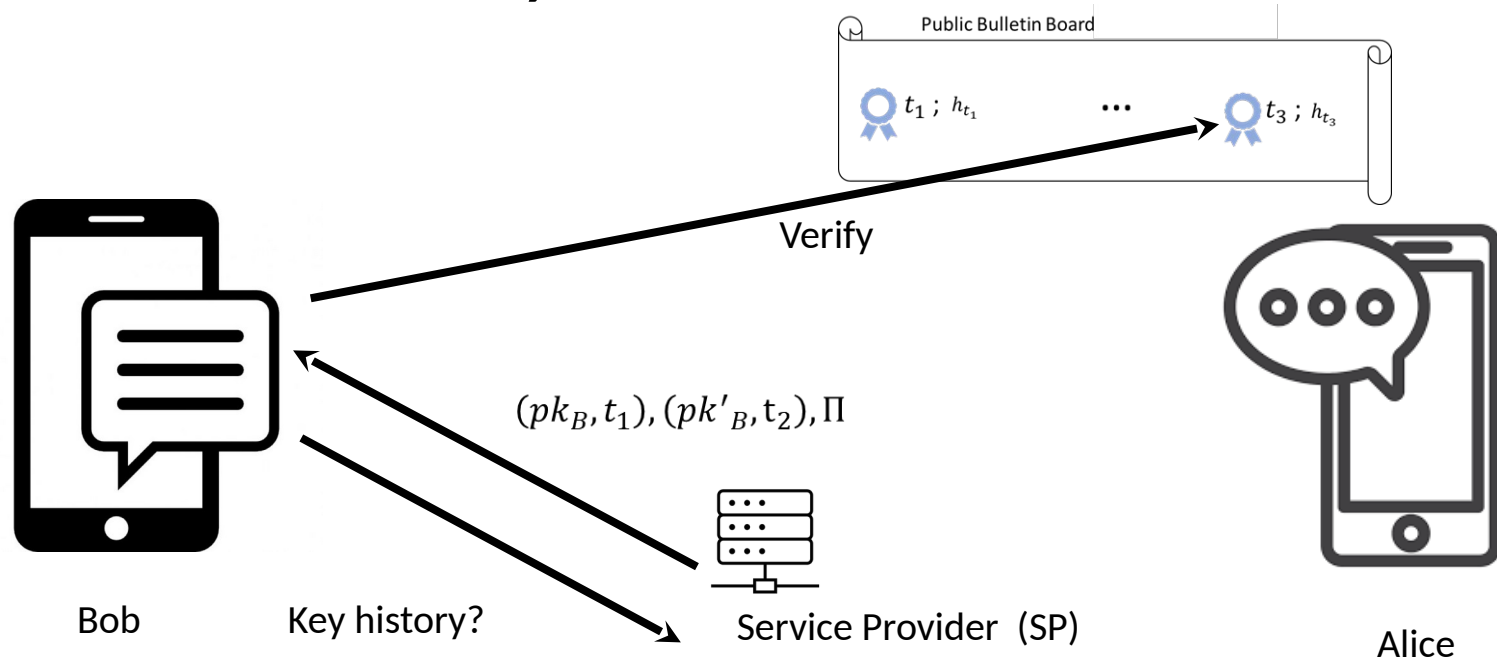 Public Bulletin Board
t₁ ; h_{t₁} ... t₃ ; h_{t₃}
Verify
(pk_B, t₁), (pk'_B, t₂), Π
Bob
Key history?
Service Provider (SP)
Alice